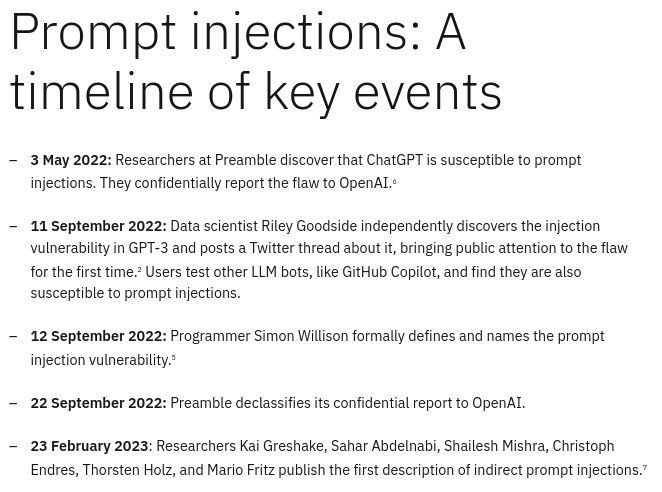 Prompt injections: A
timeline of key events
– 3 May 2022: Researchers at Preamble discover that ChatGPT is susceptible to prompt
injections. They confidentially report the flaw to OpenAI.⁶
– 11 September 2022: Data scientist Riley Goodside independently discovers the injection
vulnerability in GPT-3 and posts a Twitter thread about it, bringing public attention to the flaw
for the first time.² Users test other LLM bots, like GitHub Copilot, and find they are also
susceptible to prompt injections.
– 12 September 2022: Programmer Simon Willison formally defines and names the prompt
injection vulnerability.⁵
– 22 September 2022: Preamble declassifies its confidential report to OpenAI.
– 23 February 2023: Researchers Kai Greshake, Sahar Abdelnabi, Shailesh Mishra, Christoph
Endres, Thorsten Holz, and Mario Fritz publish the first description of indirect prompt injections.⁷